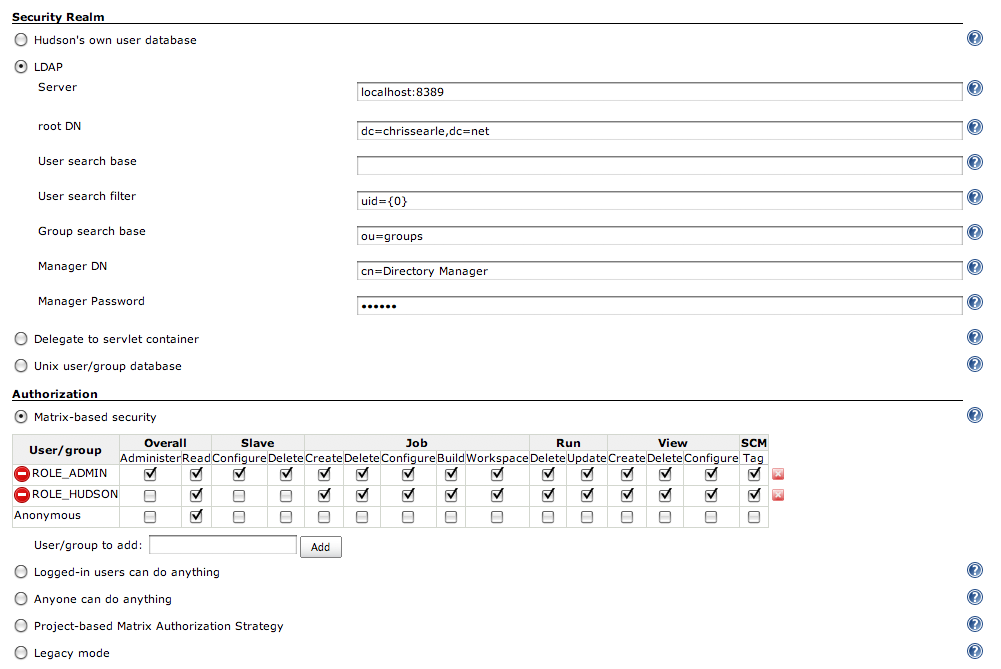 Security Realm
Hudson's own user database
LDAP
Server localhost:8389
root DN dc=chrissearle,dc=net
User search base
User search filter uid={0}
Group search base ou=groups
Manager DN cn=Directory Manager
Manager Password ••••••
Delegate to servlet container
Unix user/group database
Authorization
Matrix-based security
User/group Overall Slave Job Run View SCM
Administer Read Configure Delete Create Delete Configure Build Workspace Delete Update Create Delete Configure Tag
ROLE_ADMIN
ROLE_HUDSON
Anonymous
User/group to add: Add
Logged-in users can do anything
Anyone can do anything
Project-based Matrix Authorization Strategy
Legacy mode